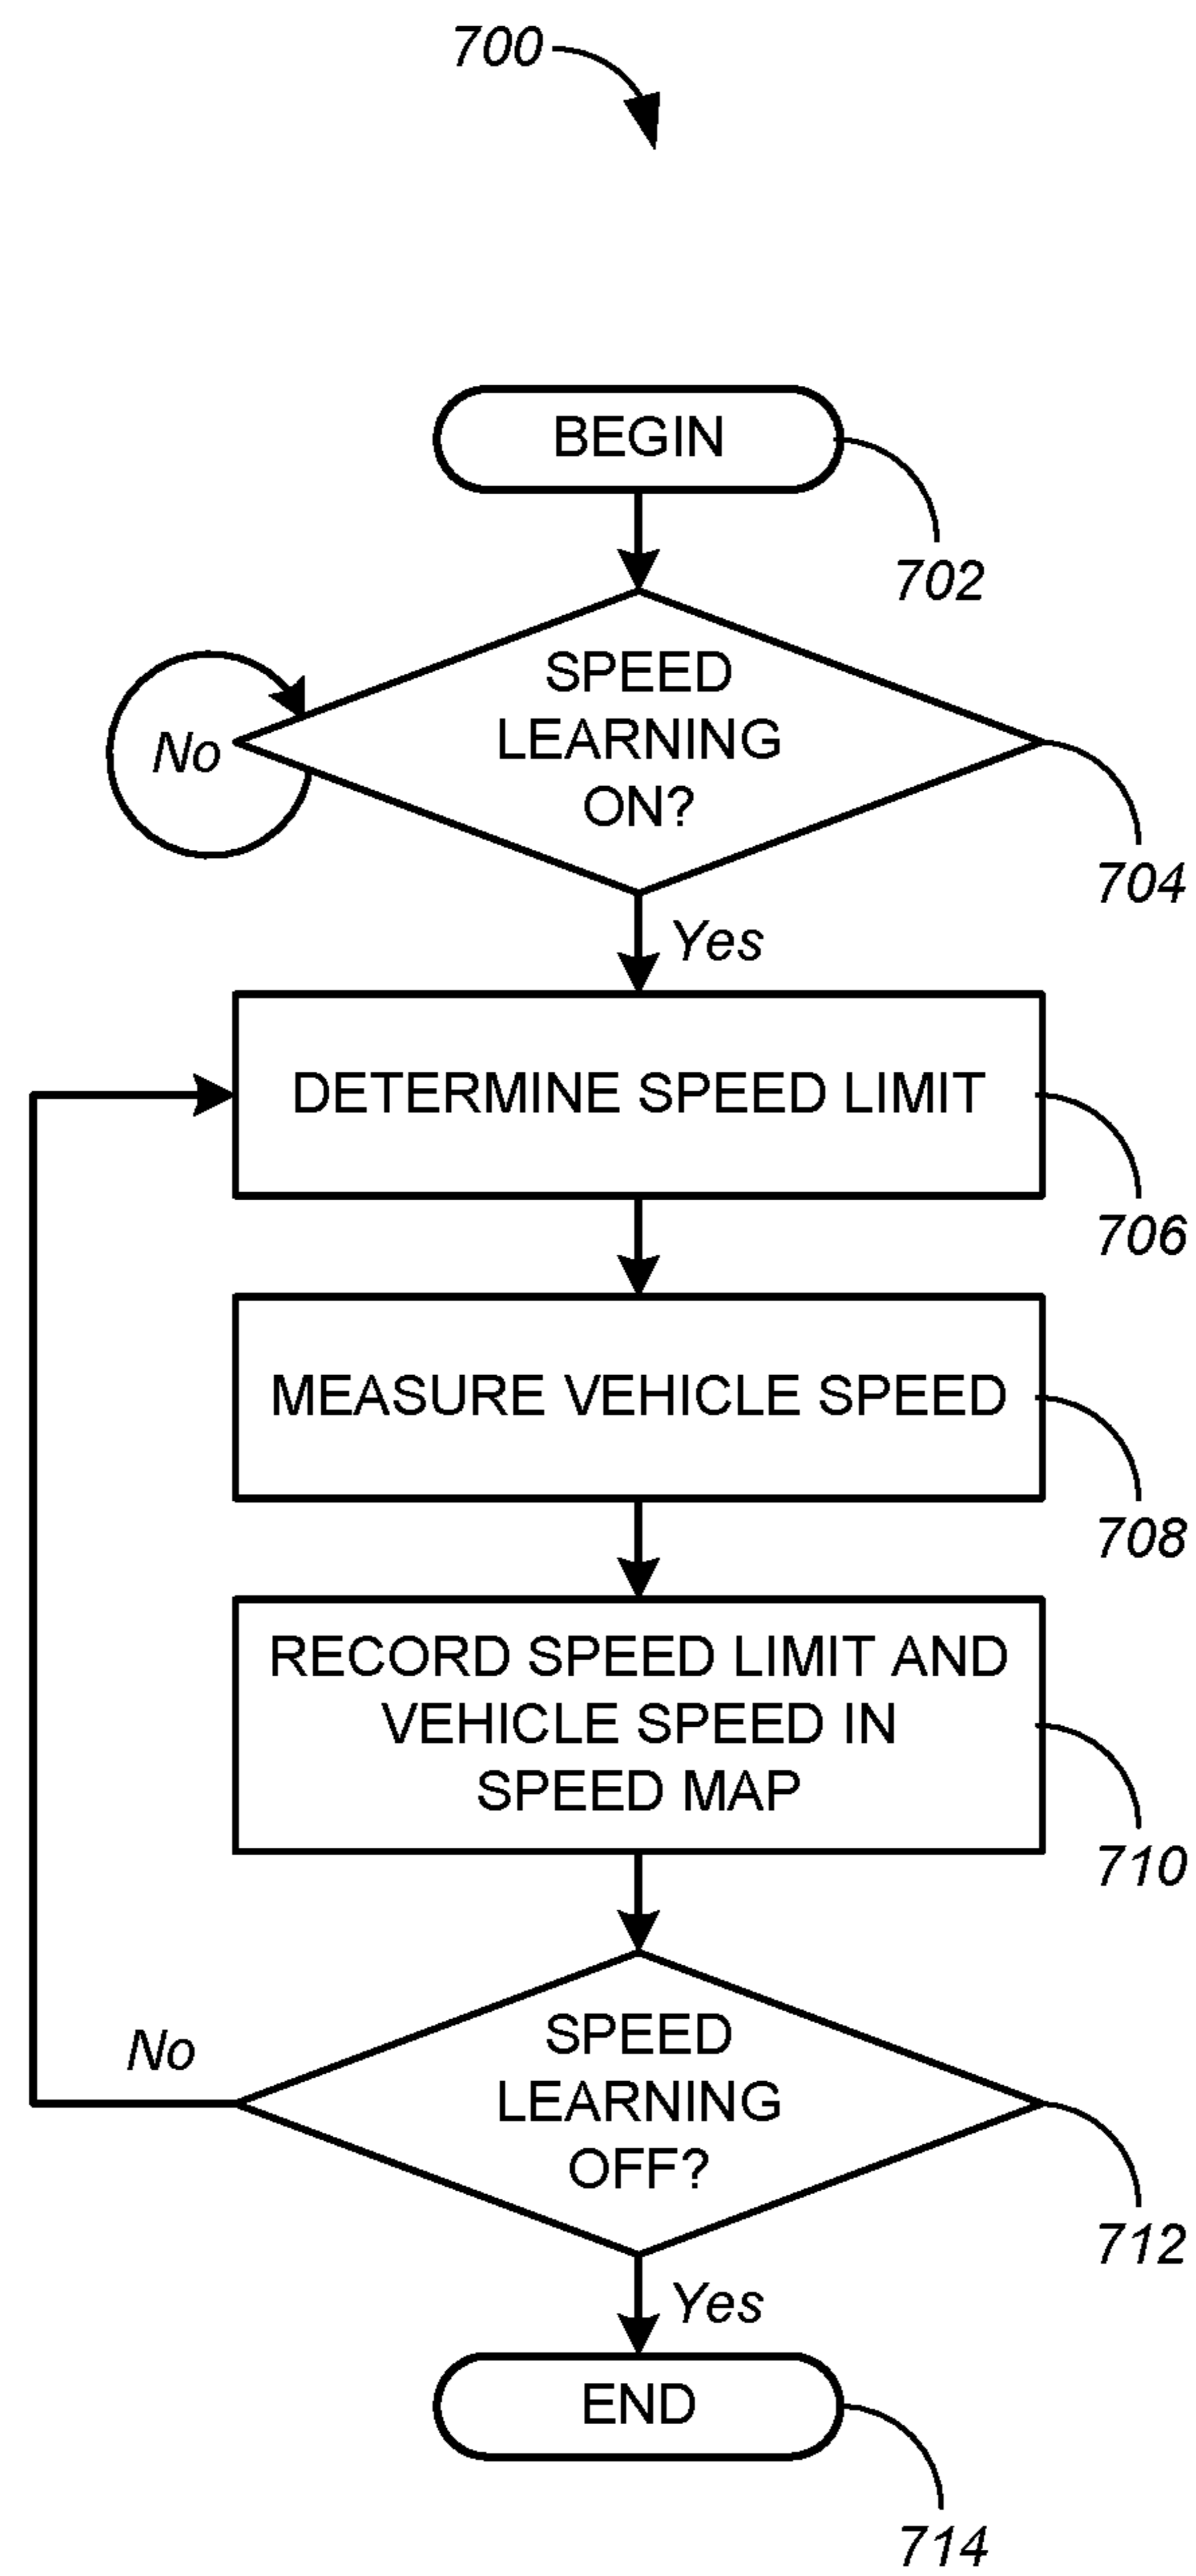 700
BEGIN
702
SPEED
LEARNING
ON?
No
704
Yes
DETERMINE SPEED LIMIT
706
MEASURE VEHICLE SPEED
708
RECORD SPEED LIMIT AND
VEHICLE SPEED IN
SPEED MAP
710
SPEED
LEARNING
OFF?
No
712
Yes
END
714